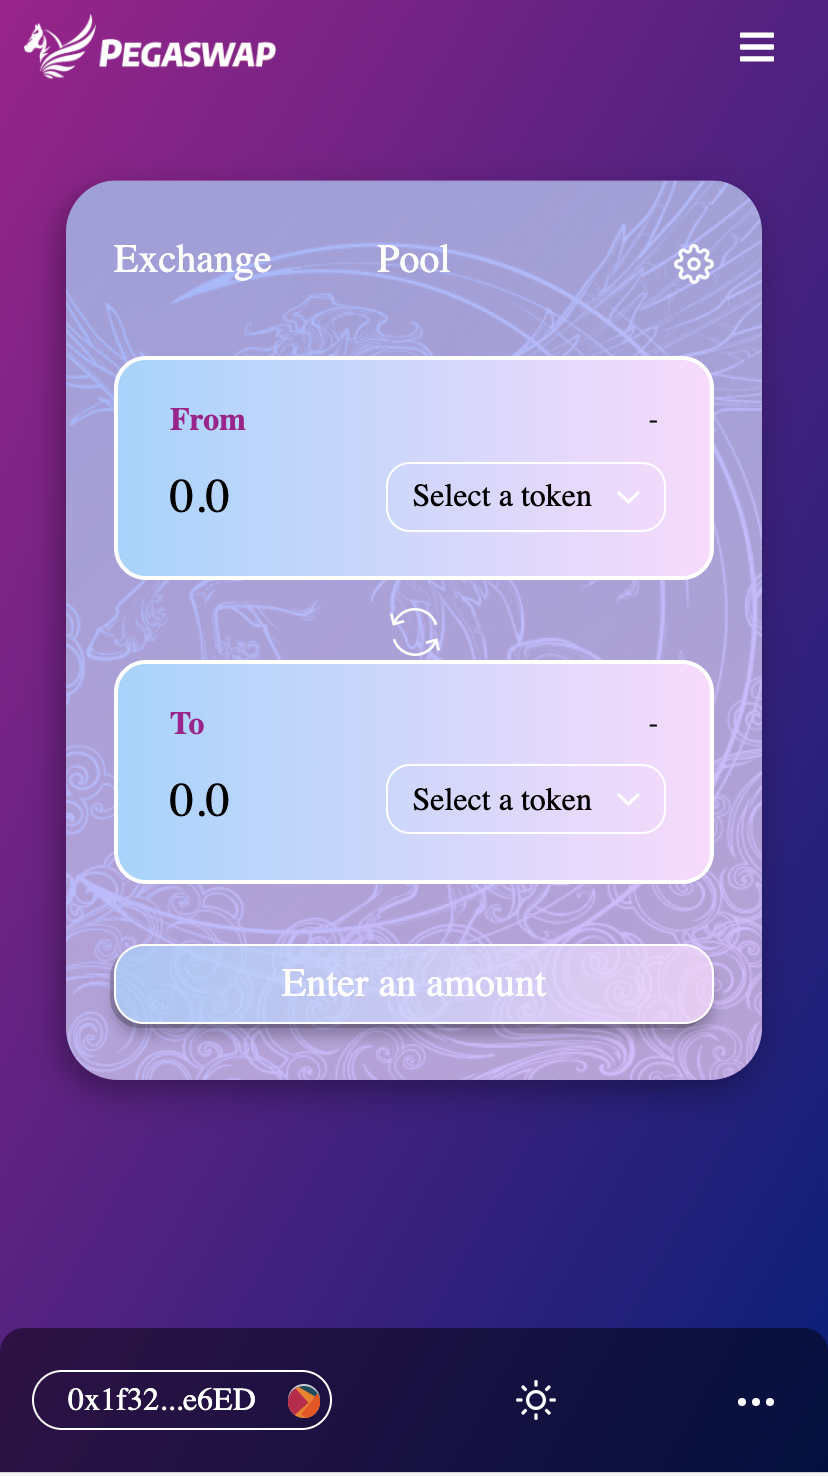 PEGASWAP
Exchange Pool
From -
0.0 Select a token
To -
0.0 Select a token
Enter an amount
0x1f32...e6ED